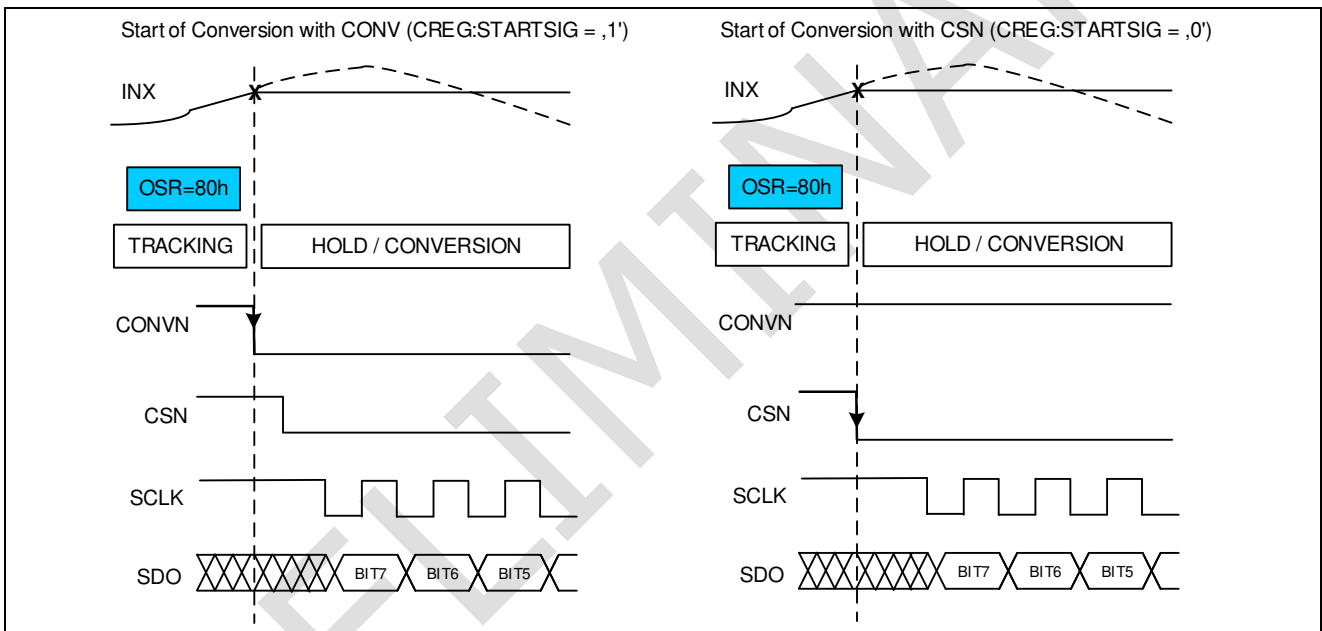 Start of Conversion with CONV (CREG:STARTSIG = ,1')
INX
OSR=80h
TRACKING
HOLD / CONVERSION
CONVN
CSN
SCLK
SDO
BIT7
BIT6
BIT5
Start of Conversion with CSN (CREG:STARTSIG = ,0')
INX
OSR=80h
TRACKING
HOLD / CONVERSION
CONVN
CSN
SCLK
SDO
BIT7
BIT6
BIT5
ELIMINA